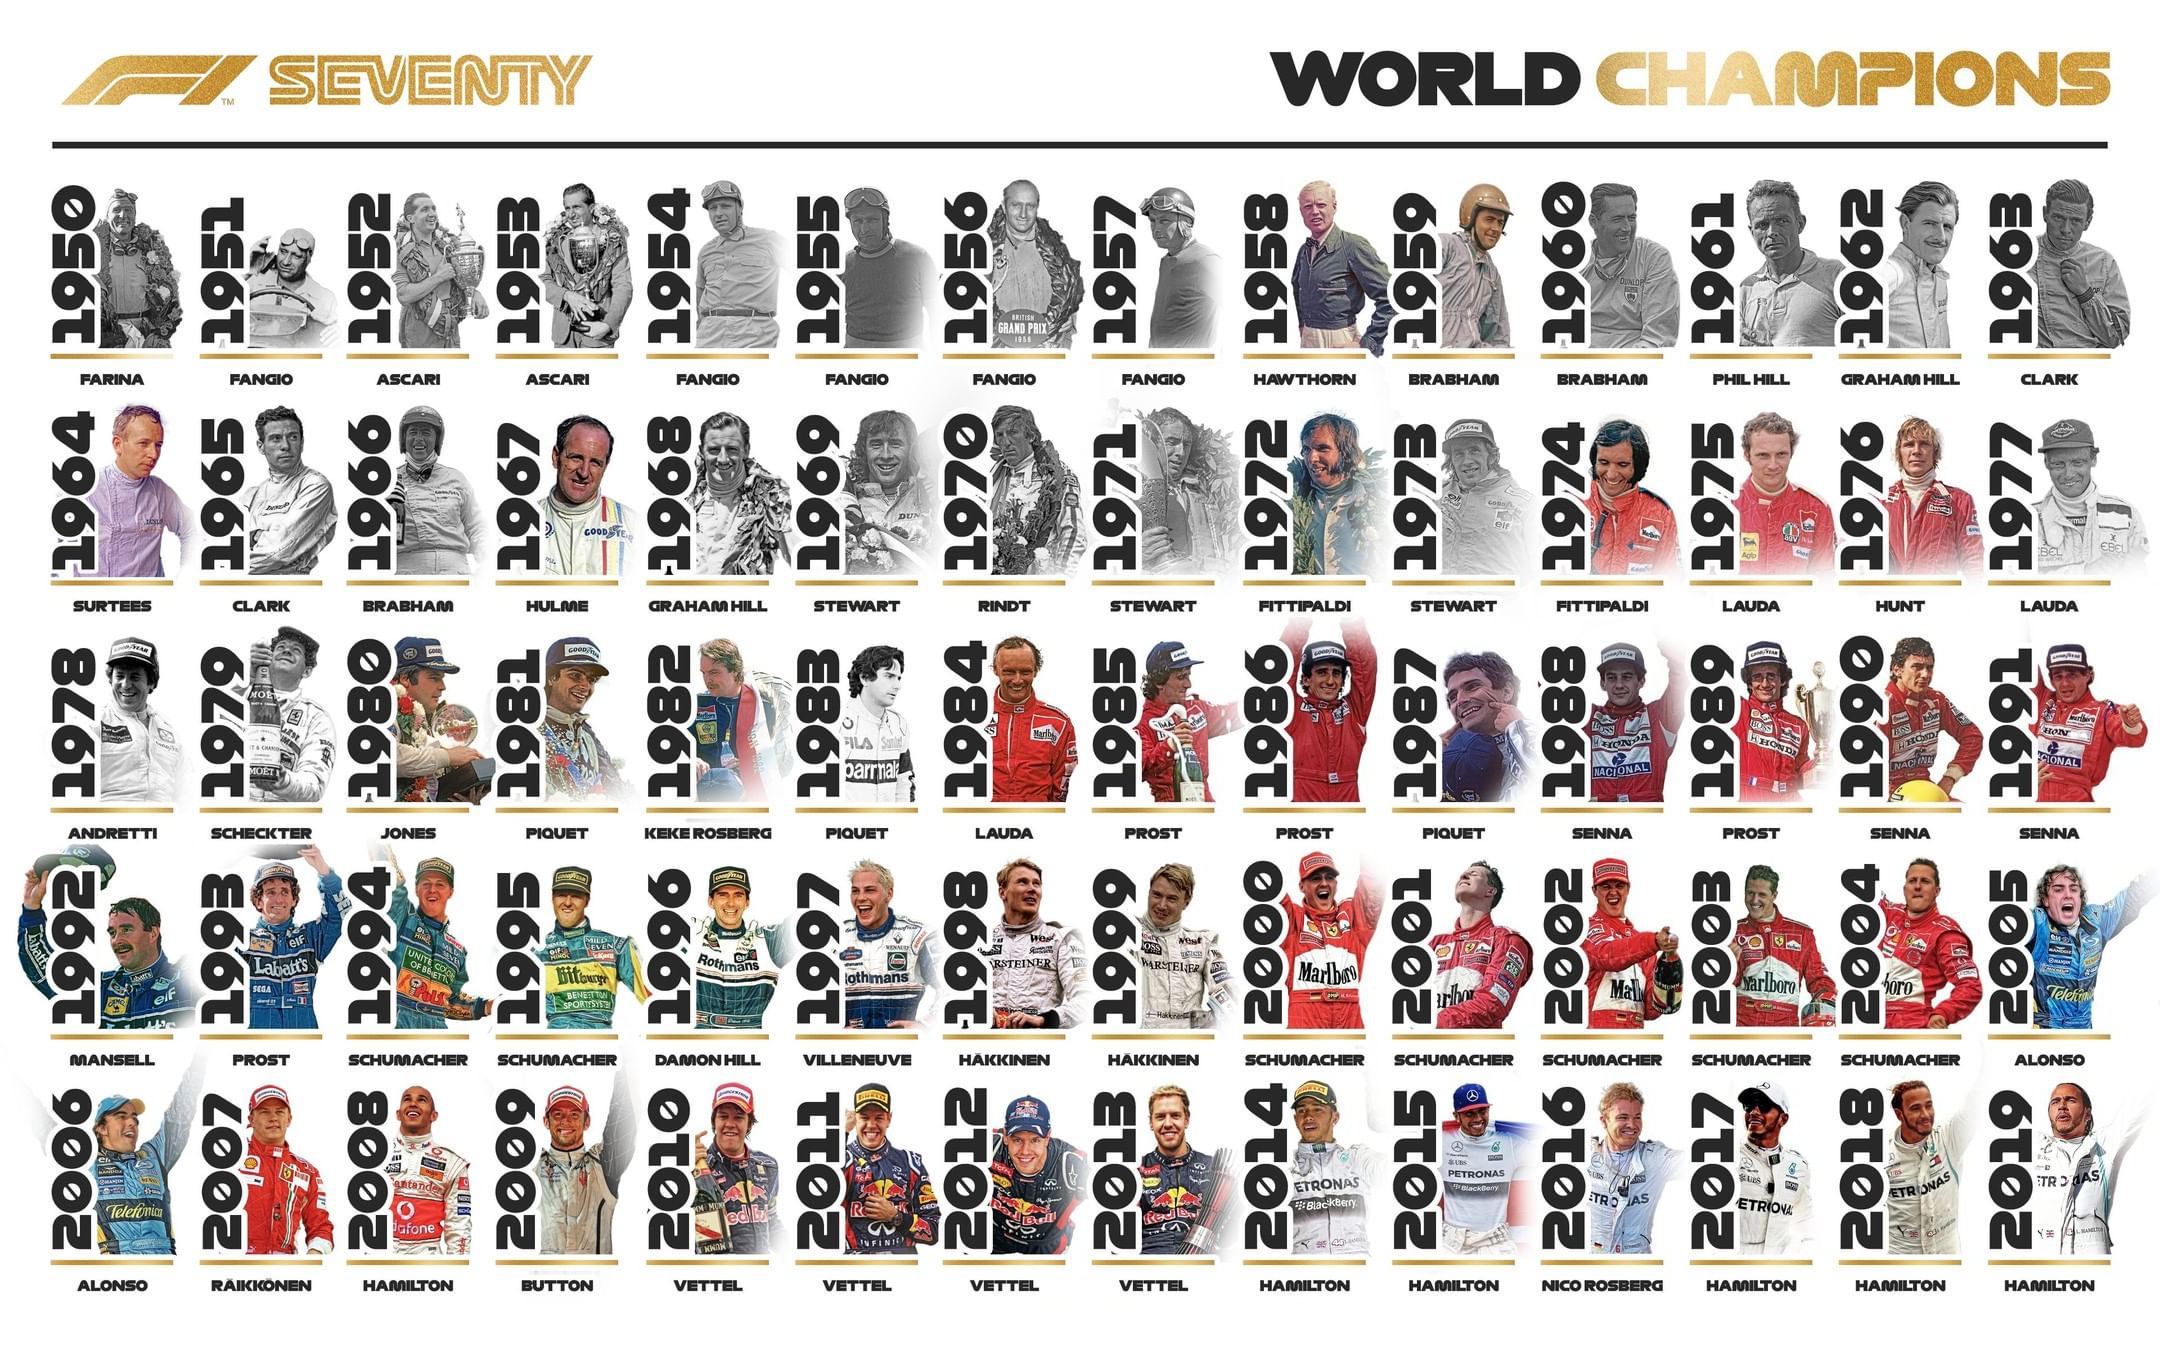 F1™ SEVENTY
WORLD CHAMPIONS
1950 1951 1952 1953 1954 1955 1956 1957 1958 1959 1960 1961 1962 1963
FARINA FANGIO ASCARI ASCARI FANGIO FANGIO FANGIO FANGIO HAWTHORN BRABHAM BRABHAM PHIL HILL GRAHAM HILL CLARK
1964 1965 1966 1967 1968 1969 1970 1971 1972 1973 1974 1975 1976 1977
SURTEES CLARK BRABHAM HULME GRAHAM HILL STEWART RINDT STEWART FITTIPALDI STEWART FITTIPALDI LAUDA HUNT LAUDA
1978 1979 1980 1981 1982 1983 1984 1985 1986 1987 1988 1989 1990 1991
ANDRETTI SCHECKTER JONES PIQUET KEKE ROSBERG PIQUET LAUDA PROST PROST PIQUET SENNA PROST SENNA SENNA
1992 1993 1994 1995 1996 1997 1998 1999 2000 2001 2002 2003 2004 2005
MANSELL PROST SCHUMACHER SCHUMACHER DAMON HILL VILLENEUVE HÄKKINEN HÄKKINEN SCHUMACHER SCHUMACHER SCHUMACHER SCHUMACHER SCHUMACHER ALONSO
2006 2007 2008 2009 2010 2011 2012 2013 2014 2015 2016 2017 2018 2019
ALONSO RÄIKKÖNEN HAMILTON BUTTON VETTEL VETTEL VETTEL VETTEL HAMILTON HAMILTON NICO ROSBERG HAMILTON HAMILTON HAMILTON